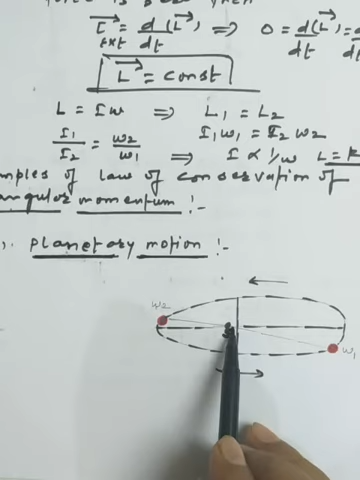 τ⃗ext = d(L⃗)/dt ⇒ 0 = d(L⃗)/dt =
L⃗ = const
L = Iω ⇒ L₁ = L₂
I₁/I₂ = ω₂/ω₁ I₁ω₁ = I₂ω₂
⇒ I ∝ 1/ω L =
of law of conservation of
angular momentum :-
Planetary motion :-
ω₂
ω₁